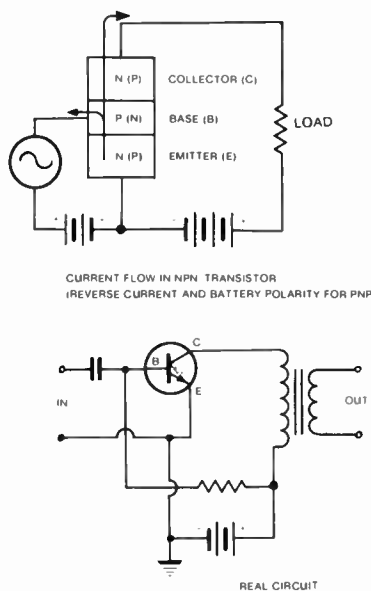 N (P) COLLECTOR (C)
P (N) BASE (B)
N (P) EMITTER (E)
LOAD
CURRENT FLOW IN NPN TRANSISTOR
(REVERSE CURRENT AND BATTERY POLARITY FOR PNP
C
B
E
IN
OUT
REAL CIRCUIT